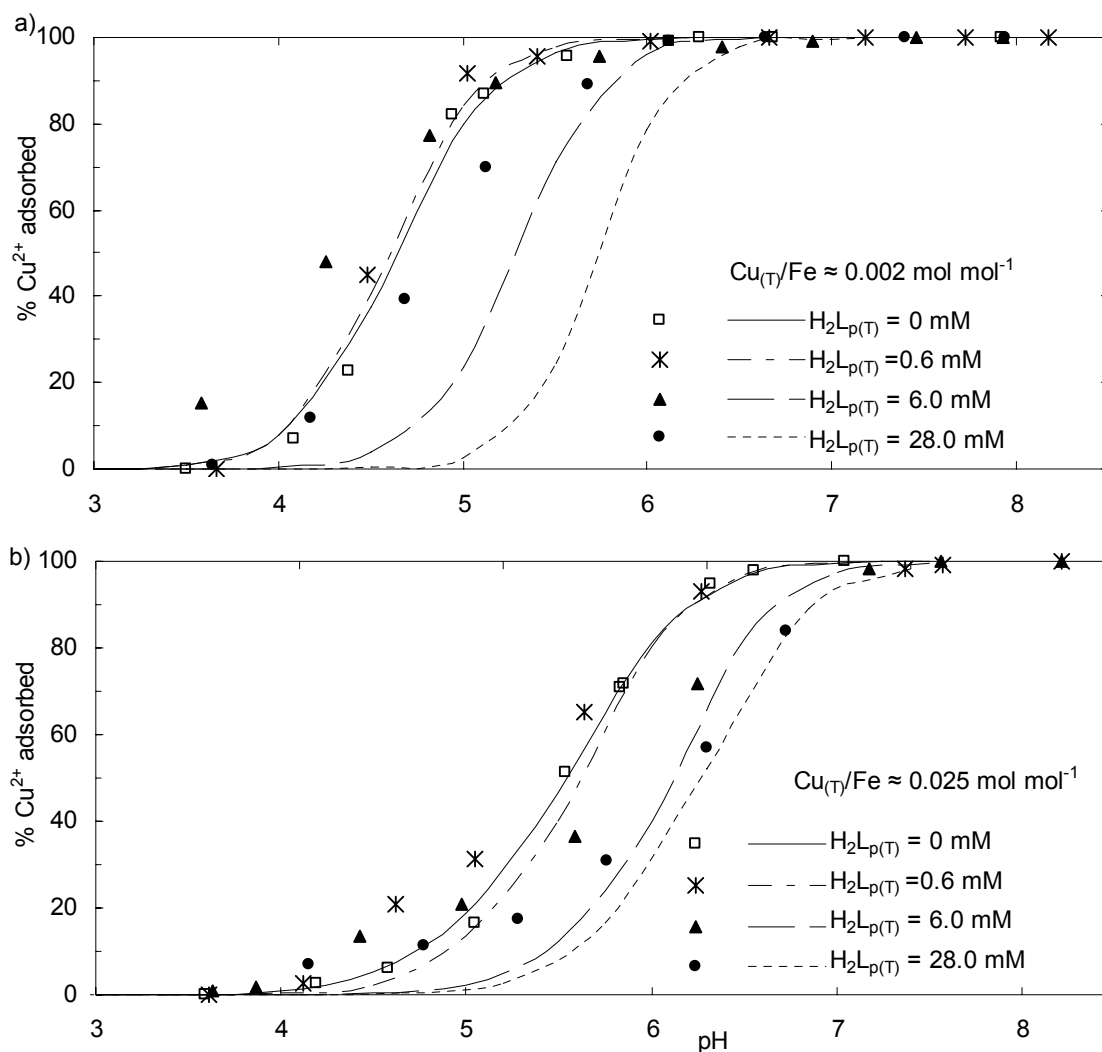 a)
100
80
60
40
20
0
% Cu²⁺ adsorbed
Cu(T)/Fe ≈ 0.002 mol mol⁻¹
H₂Lp(T) = 0 mM
H₂Lp(T) =0.6 mM
H₂Lp(T) = 6.0 mM
H₂Lp(T) = 28.0 mM
3 4 5 6 7 8
b)
100
80
60
40
20
0
% Cu²⁺ adsorbed
Cu(T)/Fe ≈ 0.025 mol mol⁻¹
H₂Lp(T) = 0 mM
H₂Lp(T) =0.6 mM
H₂Lp(T) = 6.0 mM
H₂Lp(T) = 28.0 mM
3 4 5 6 7 8
pH